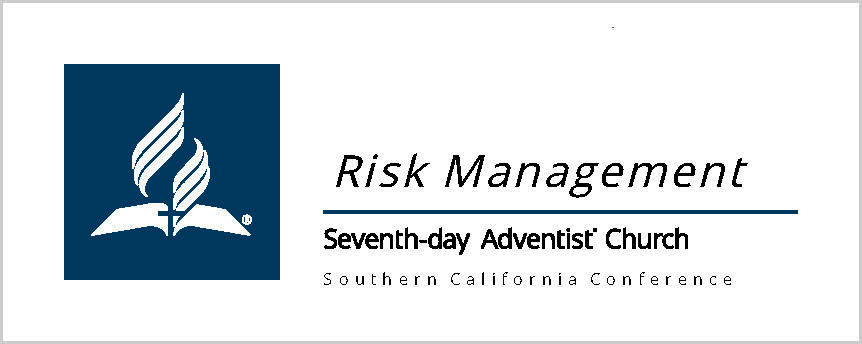 Risk Management
Seventh-day Adventist® Church
Southern California Conference
®